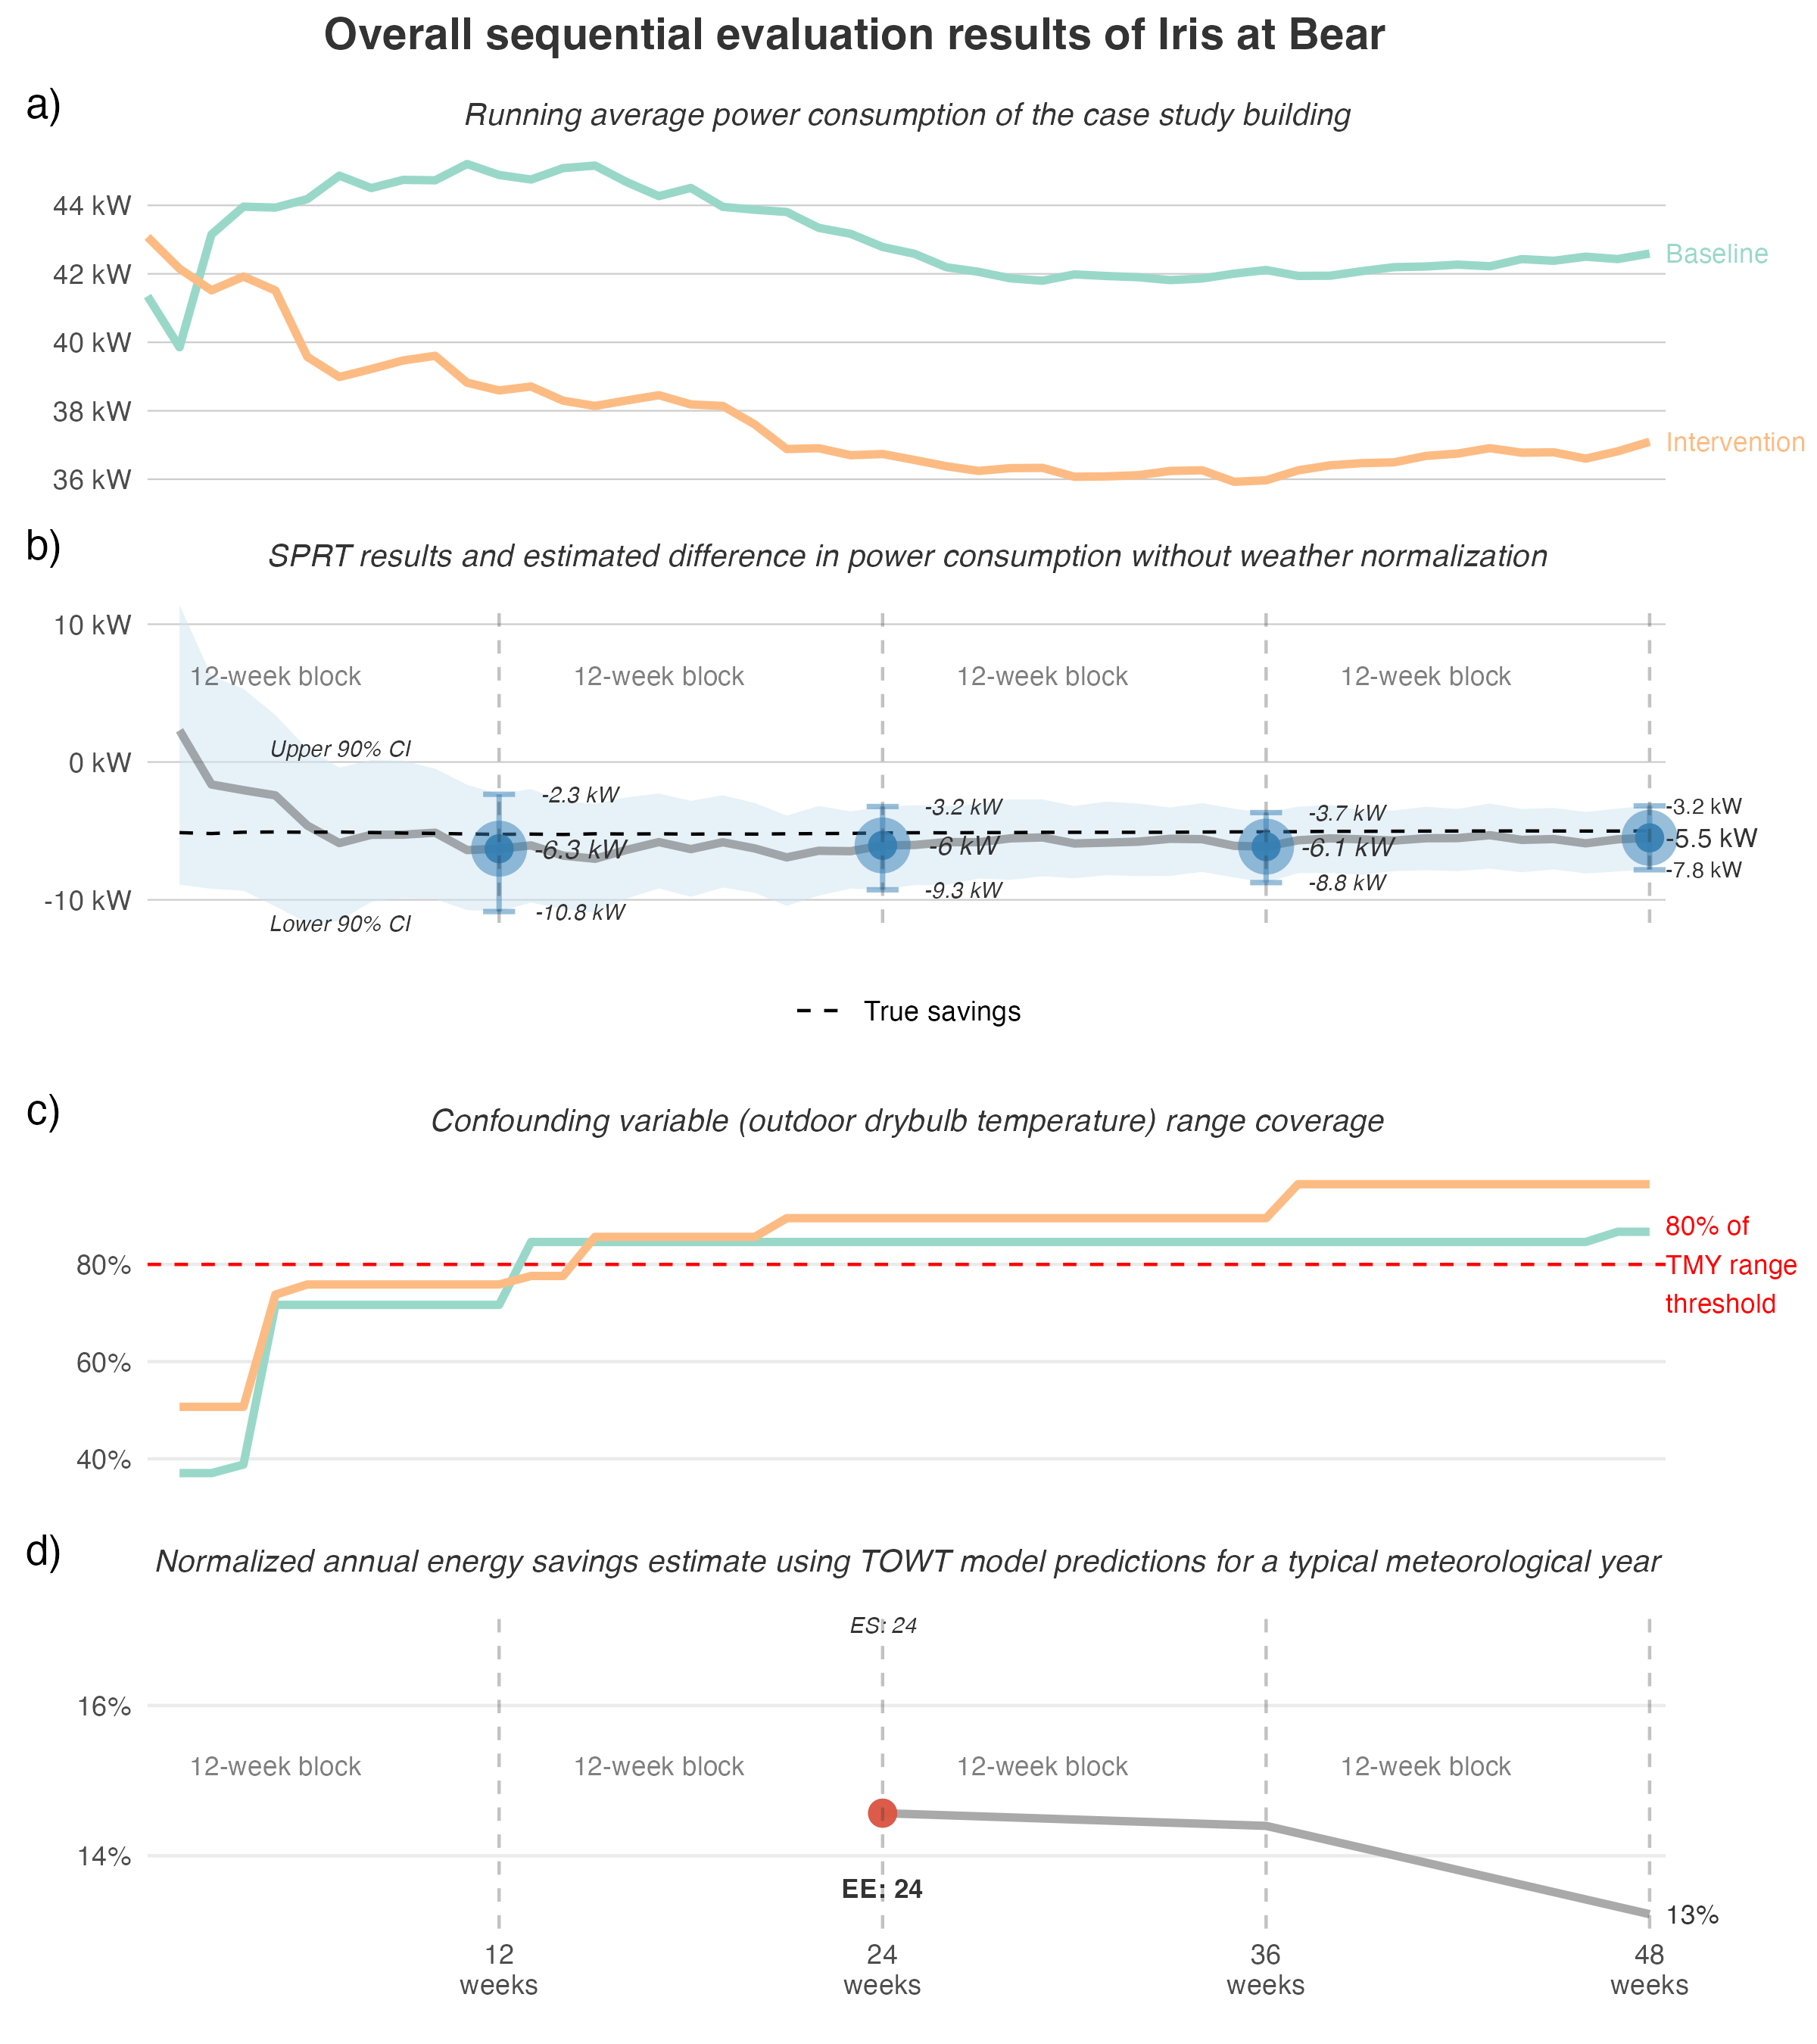 Overall sequential evaluation results of Iris at Bear
a)
Running average power consumption of the case study building
44 kW
42 kW
40 kW
38 kW
36 kW
Baseline
Intervention
b)
SPRT results and estimated difference in power consumption without weather normalization
10 kW
0 kW
-10 kW
12-week block
12-week block
12-week block
12-week block
Upper 90% CI
Lower 90% CI
-2.3 kW
-6.3 kW
-10.8 kW
-3.2 kW
-6 kW
-9.3 kW
-3.7 kW
-6.1 kW
-8.8 kW
-3.2 kW
-5.5 kW
-7.8 kW
True savings
c)
Confounding variable (outdoor drybulb temperature) range coverage
80%
60%
40%
80% of
TMY range
threshold
d)
Normalized annual energy savings estimate using TOWT model predictions for a typical meteorological year
ES: 24
16%
14%
12-week block
12-week block
12-week block
12-week block
EE: 24
13%
12
weeks
24
weeks
36
weeks
48
weeks